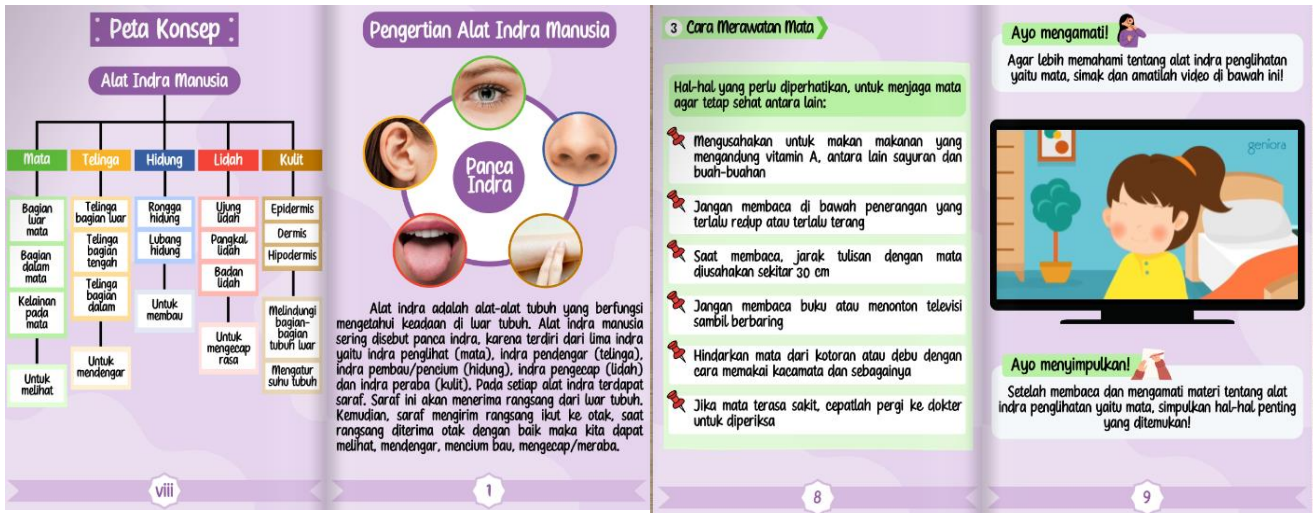 Peta Konsep
Alat Indra Manusia
Mata
Telinga
Hidung
Lidah
Kulit
Bagian
luar
mata
Bagian
dalam
mata
Kelainan
pada
mata
Untuk
melihat
Telinga
bagian luar
Telinga
bagian
tengah
Telinga
bagian
dalam
Untuk
mendengar
Rongga
hidung
Lubang
hidung
Untuk
membau
Ujung
lidah
Pangkal
lidah
Badan
lidah
Untuk
mengecap
rasa
Epidermis
Dermis
Hipodermis
Melindungi
bagian-
bagian
tubuh luar
Mengatur
suhu tubuh
viii
Pengertian Alat Indra Manusia
Panca
Indra
Alat indra adalah alat-alat tubuh yang berfungsi
mengetahui keadaan di luar tubuh. Alat indra manusia
sering disebut panca indra, karena terdiri dari lima indra
yaitu indra penglihat (mata), indra pendengar (telinga),
indra pembau/pencium (hidung), indra pengecap (lidah)
dan indra peraba (kulit). Pada setiap alat indra terdapat
saraf. Saraf ini akan menerima rangsang dari luar tubuh.
Kemudian, saraf mengirim rangsang ikut ke otak, saat
rangsang diterima otak dengan baik maka kita dapat
melihat, mendengar, mencium bau, mengecap/meraba.
1
3 Cara Merawatan Mata
Hal-hal yang perlu diperhatikan, untuk menjaga mata
agar tetap sehat antara lain:
Mengusahakan untuk makan makanan yang
mengandung vitamin A, antara lain sayuran dan
buah-buahan
Jangan membaca di bawah penerangan yang
terlalu redup atau terlalu terang
Saat membaca, jarak tulisan dengan mata
diusahakan sekitar 30 cm
Jangan membaca buku atau menonton televisi
sambil berbaring
Hindarkan mata dari kotoran atau debu dengan
cara memakai kacamata dan sebagainya
Jika mata terasa sakit, cepatlah pergi ke dokter
untuk diperiksa
8
Ayo mengamati!
Agar lebih memahami tentang alat indra penglihatan
yaitu mata, simak dan amatilah video di bawah ini!
geniora
Ayo menyimpulkan!
Setelah membaca dan mengamati materi tentang alat
indra penglihatan yaitu mata, simpulkan hal-hal penting
yang ditemukan!
9